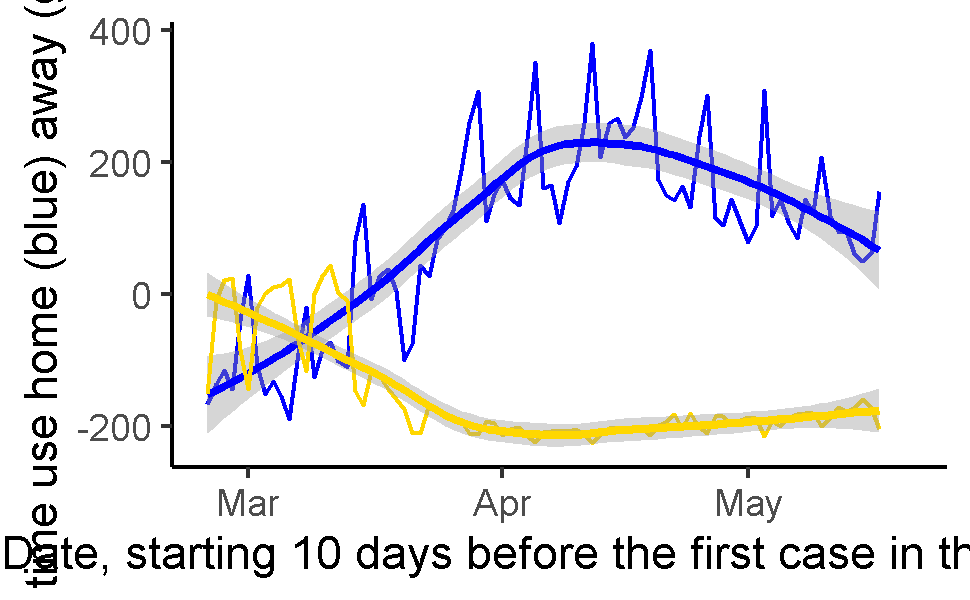 time use home (blue) away (
400
200
0
-200
Mar Apr May
Date, starting 10 days before the first case in th